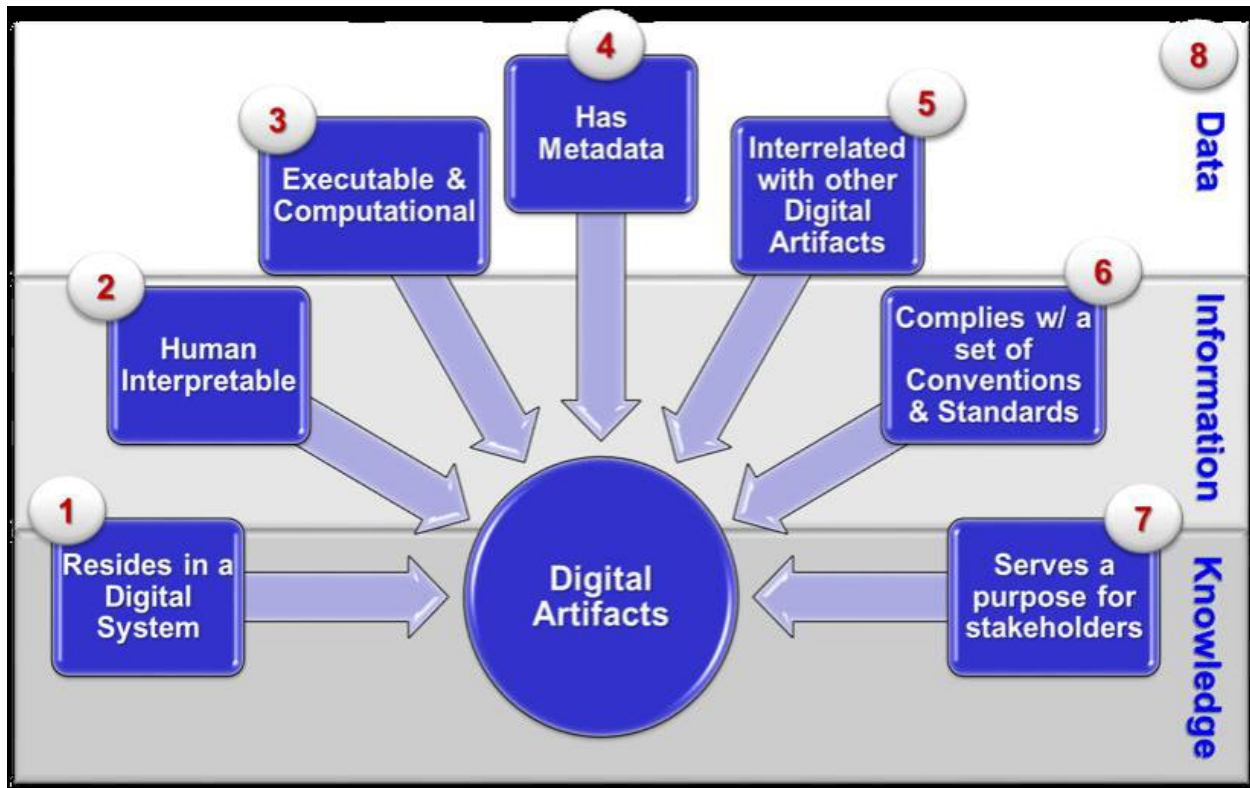 1
Resides in a
Digital
System
2
Human
Interpretable
3
Executable &
Computational
4
Has
Metadata
5
Interrelated
with other
Digital
Artifacts
6
Complies w/ a
set of
Conventions
& Standards
7
Serves a
purpose for
stakeholders
8
Data
Information
Knowledge
Digital
Artifacts